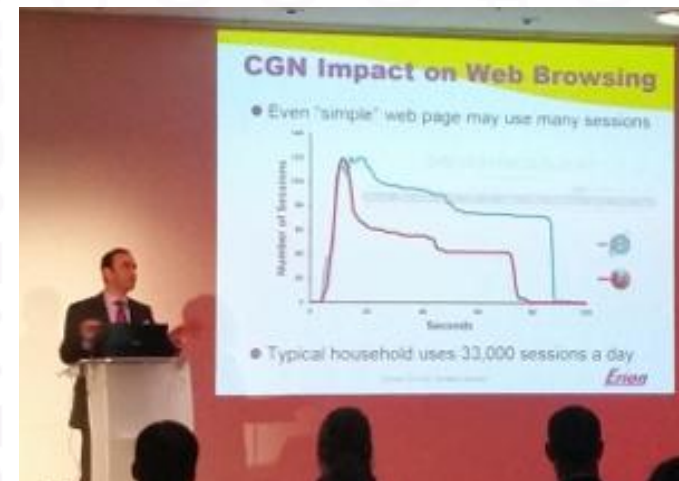 CGN Impact on Web Browsing
Even "simple" web page may use many sessions
Number of Sessions
Seconds
Typical household uses 33,000 sessions a day
Erion